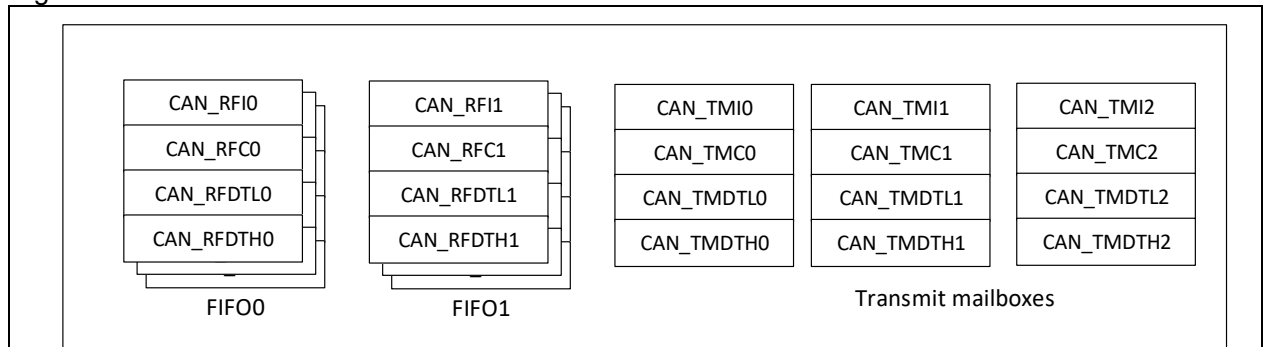 CAN_RFI0 CAN_RFI1 CAN_TMI0 CAN_TMI1 CAN_TMI2
CAN_RFC0 CAN_RFC1 CAN_TMC0 CAN_TMC1 CAN_TMC2
CAN_RFDTL0 CAN_RFDTL1 CAN_TMDTL0 CAN_TMDTL1 CAN_TMDTL2
CAN_RFDTH0 CAN_RFDTH1 CAN_TMDTH0 CAN_TMDTH1 CAN_TMDTH2
FIFO0 FIFO1 Transmit mailboxes